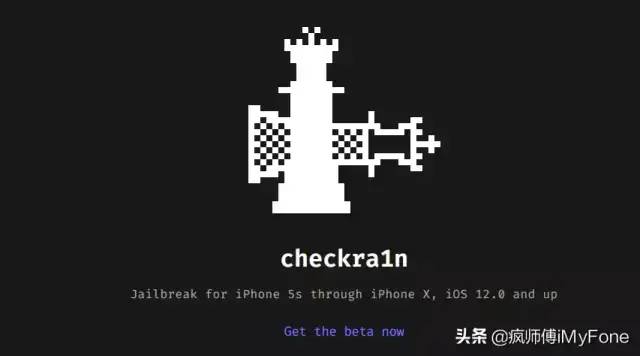 checkra1n
Jailbreak for iPhone 5s through iPhone X, iOS 12.0 and up
Get the beta now
头条 @疯师傅iMyFone